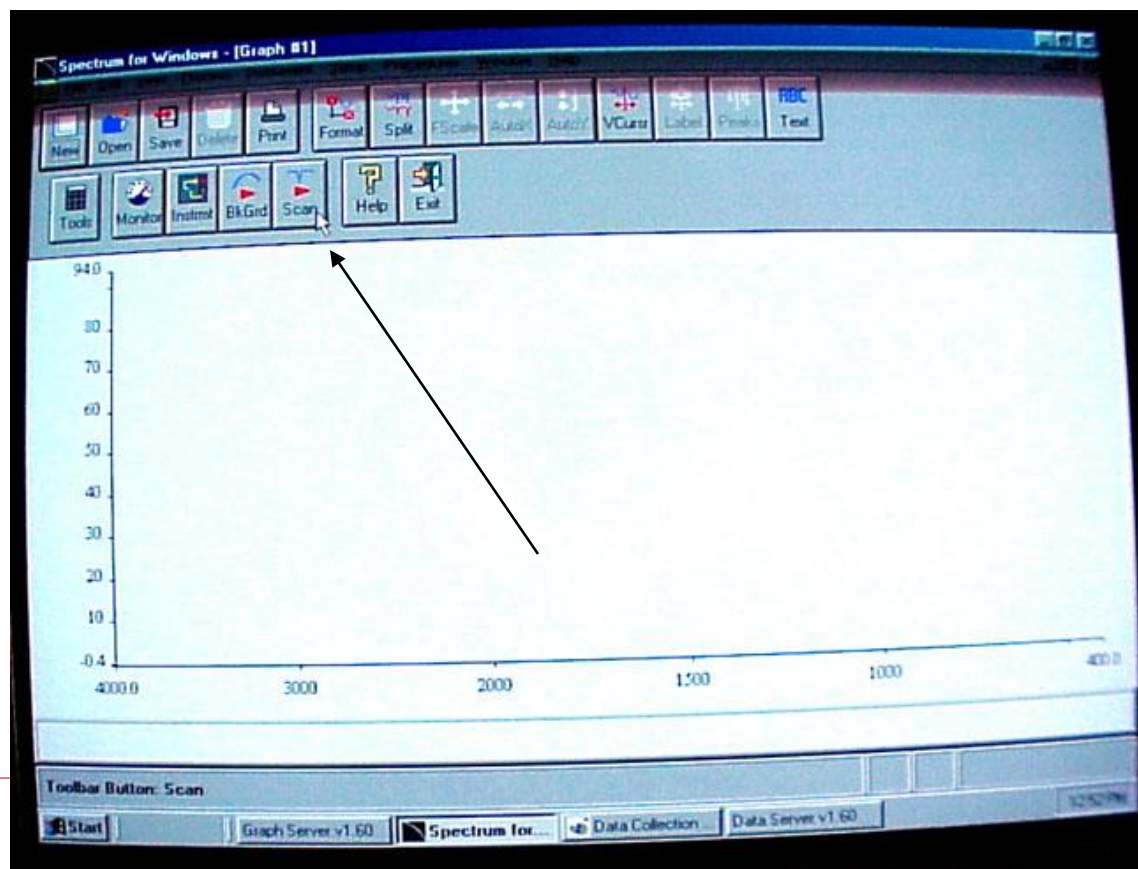 Spectrum for Windows - [Graph #1]
Window Help
New Open Save Delete Print Format Split FScale AutoX AutoY VCursr Label Peaks ABC Text
Tools Monitor Instrmt BkGrd Scan Help Exit
94.0
80
70
60
50
40
30
20
10
-0.4
4000.0 3000 2000 1500 1000 400.0
Toolbar Button: Scan
Start Graph Server v1.60 Spectrum for... Data Collection... Data Server v1.60